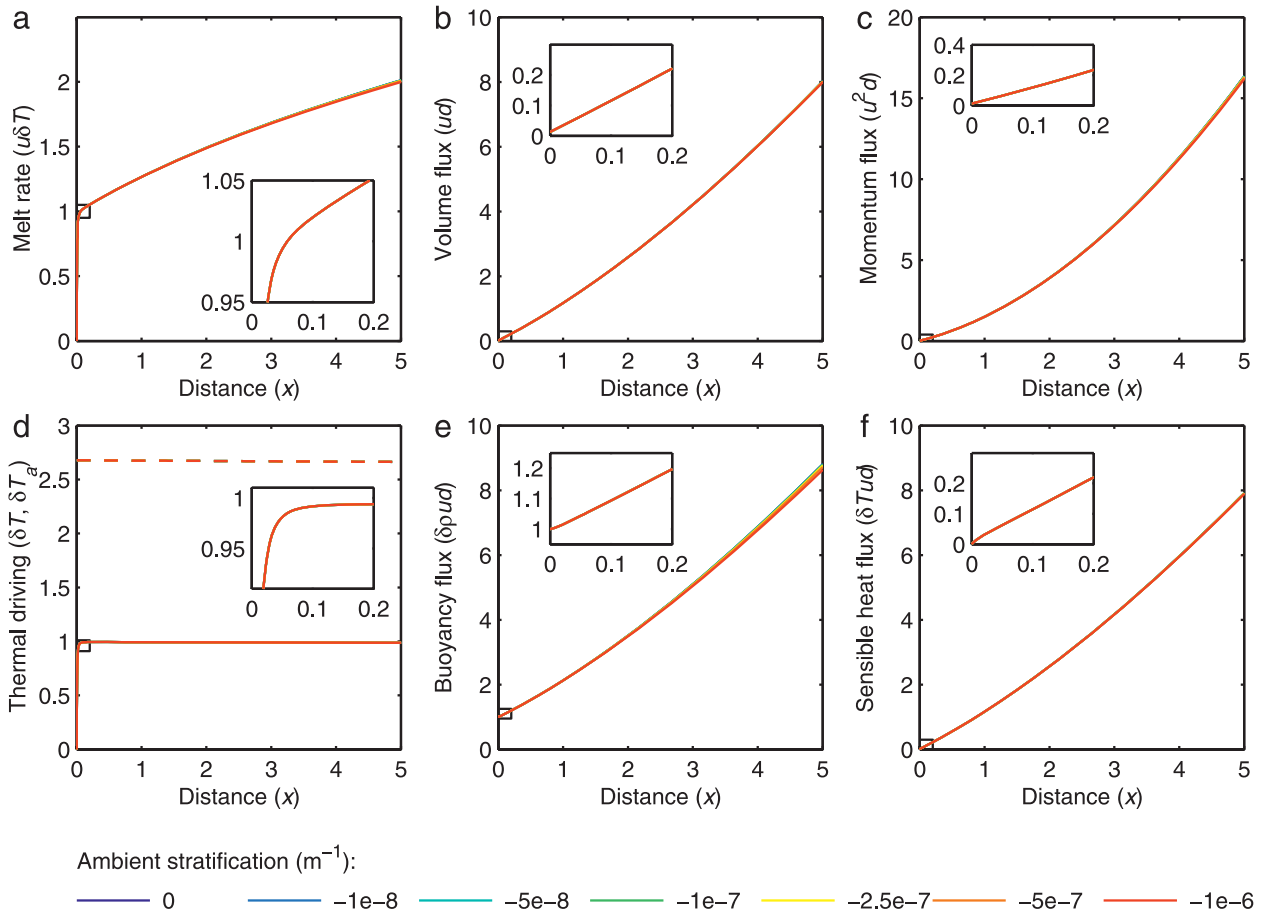 a
Melt rate (uδT)
2
1.5
1
0.5
0
1.05
1
0.95
0 0.1 0.2
0 1 2 3 4 5
Distance (x)
b
Volume flux (ud)
10
8
6
4
2
0
0.2
0.1
0
0 0.1 0.2
0 1 2 3 4 5
Distance (x)
c
Momentum flux (u²d)
20
15
10
5
0
0.4
0.2
0
0 0.1 0.2
0 1 2 3 4 5
Distance (x)
d
Thermal driving (δT, δTₐ)
3
2.5
2
1.5
1
0.5
0
1
0.95
0 0.1 0.2
0 1 2 3 4 5
Distance (x)
e
Buoyancy flux (δρud)
10
8
6
4
2
0
1.2
1.1
1
0 0.1 0.2
0 1 2 3 4 5
Distance (x)
f
Sensible heat flux (δTud)
10
8
6
4
2
0
0.2
0.1
0
0 0.1 0.2
0 1 2 3 4 5
Distance (x)
Ambient stratification (m⁻¹):
0 −1e−8 −5e−8 −1e−7 −2.5e−7 −5e−7 −1e−6